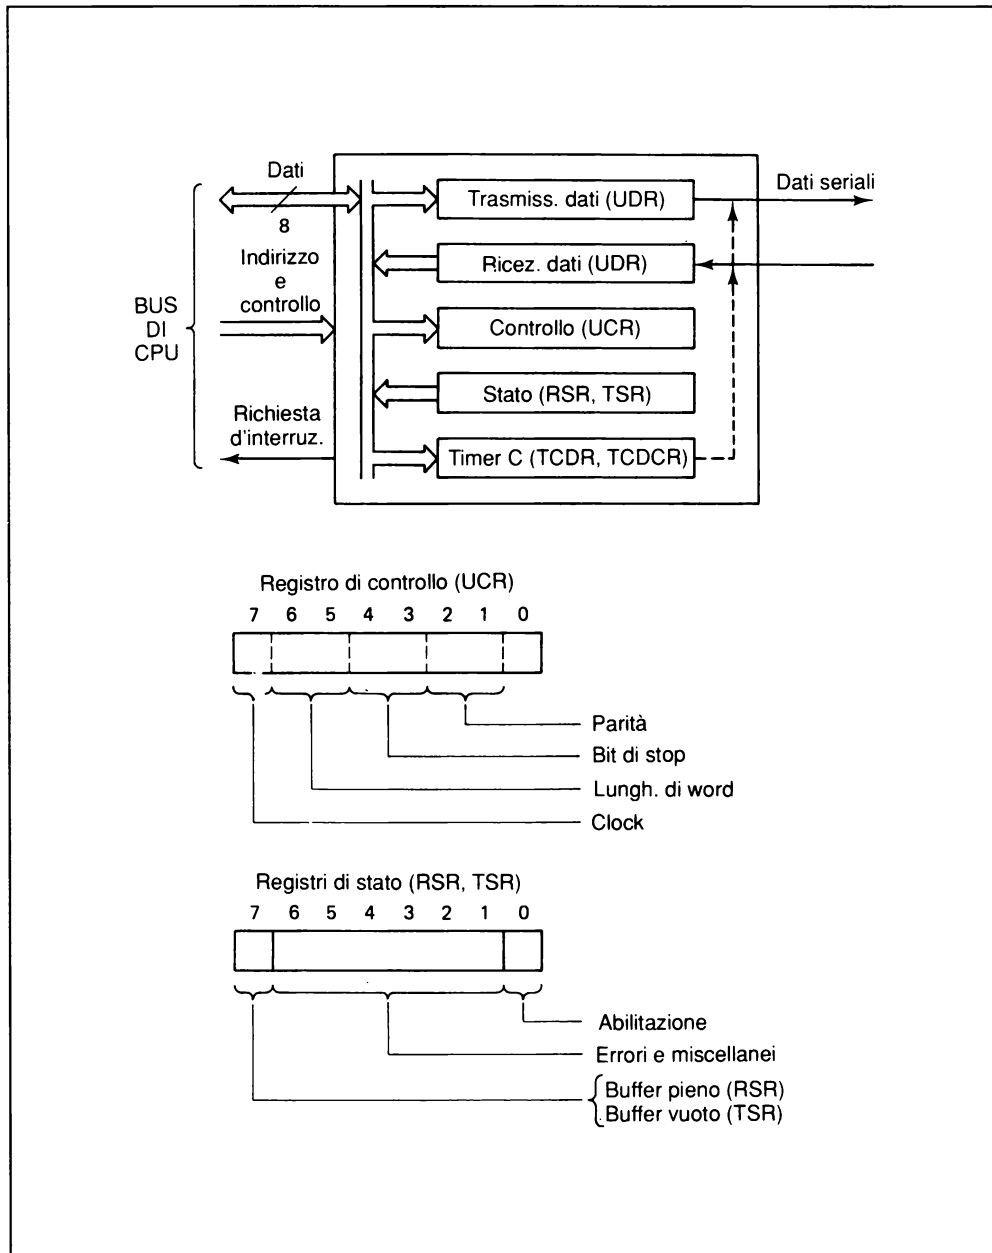 Dati
8
Indirizzo
e
controllo
BUS
DI
CPU
Richiesta
d'interruz.
Trasmiss. dati (UDR)
Ricez. dati (UDR)
Controllo (UCR)
Stato (RSR, TSR)
Timer C (TCDR, TCDCR)
Dati seriali
Registro di controllo (UCR)
7 6 5 4 3 2 1 0
Parità
Bit di stop
Lungh. di word
Clock
Registri di stato (RSR, TSR)
7 6 5 4 3 2 1 0
Abilitazione
Errori e miscellanei
Buffer pieno (RSR)
Buffer vuoto (TSR)